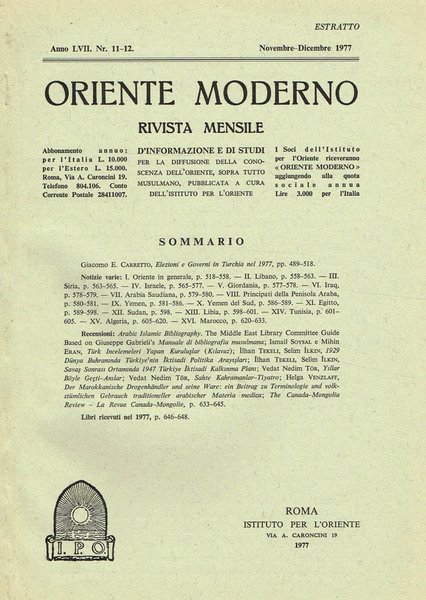 ESTRATTO
Anno LVII. Nr. 11-12.
Novembre-Dicembre 1977
ORIENTE MODERNO
RIVISTA MENSILE
Abbonamento annuo:
per l'Italia L. 10.000
per l'Estero L. 15.000.
Roma, Via A. Caroncini 19.
Telefono 804.106. Conto
Corrente Postale 28411007.
D'INFORMAZIONE E DI STUDI
PER LA DIFFUSIONE DELLA CONO-
SCENZA DELL'ORIENTE, SOPRA TUTTO
MUSULMANO, PUBBLICATA A CURA
DELL'ISTITUTO PER L'ORIENTE
I Soci dell'Istituto
per l'Oriente riceveranno
« ORIENTE MODERNO »
aggiungendo alla quota
sociale annua
Lire 3.000 per l'Italia
SOMMARIO
Giacomo E. CARRETTO, Elezioni e Governi in Turchia nel 1977, pp. 489-518.
Notizie varie: I. Oriente in generale, p. 518-558. — II. Libano, p. 558-563. — III.
Siria, p. 563-565. — IV. Israele, p. 565-577. — V. Giordania, p. 577-578. — VI. Iraq,
p. 578-579. — VII. Arabia Saudiana, p. 579-580. — VIII. Principati della Penisola Araba,
p. 580-581. — IX. Yemen, p. 581-586. — X. Yemen del Sud, p. 586-589. — XI. Egitto,
p. 589-598. — XII. Sudan, p. 598. — XIII. Libia, p. 598-601. — XIV. Tunisia, p. 601-
605. — XV. Algeria, p. 605-620. — XVI. Marocco, p. 620-633.
Recensioni: Arabic Islamic Bibliography. The Middle East Library Committee Guide
Based on Giuseppe Gabrieli's Manuale di bibliografia musulmana; Ismail SOYSAL e Mihin
ERAN, Türk İncelemeleri Yapan Kuruluşlar (Kılavuz); İlhan TEKELİ, Selim İLKİN, 1929
Dünya Buhranında Türkiye'nin İktisadi Politika Arayışları; İlhan TEKELİ, Selim İLKİN,
Savaş Sonrası Ortamında 1947 Türkiye İktisadi Kalkınma Planı; Vedat Nedim TÖR, Yıllar
Böyle Geçti-Anılar; Vedat Nedim TÖR, Sahte Kahramanlar-Tiyatro; Helga VENZLAFF,
Der Marokkanische Drogenhändler und seine Ware: ein Beitrag zu Terminologie und volk-
stümlichen Gebrauch traditioneller arabischer Materia medica; The Canada-Mongolia
Review - La Revue Canada-Mongolie, p. 633-645.
Libri ricevuti nel 1977, p. 646-648.
I. P. O
ROMA
ISTITUTO PER L'ORIENTE
VIA A. CARONCINI 19
1977